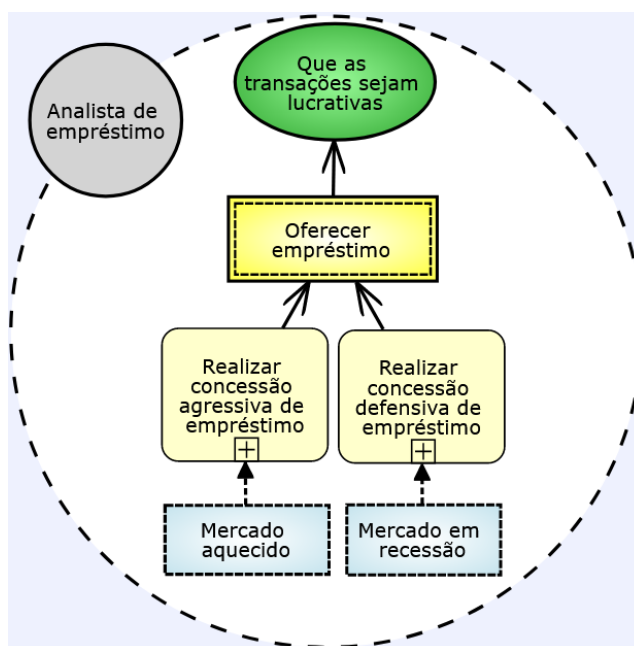 Que as
transações sejam
lucrativas
Analista de
empréstimo
Oferecer
empréstimo
Realizar
concessão
agressiva de
empréstimo
Realizar
concessão
defensiva de
empréstimo
Mercado
aquecido
Mercado em
recessão